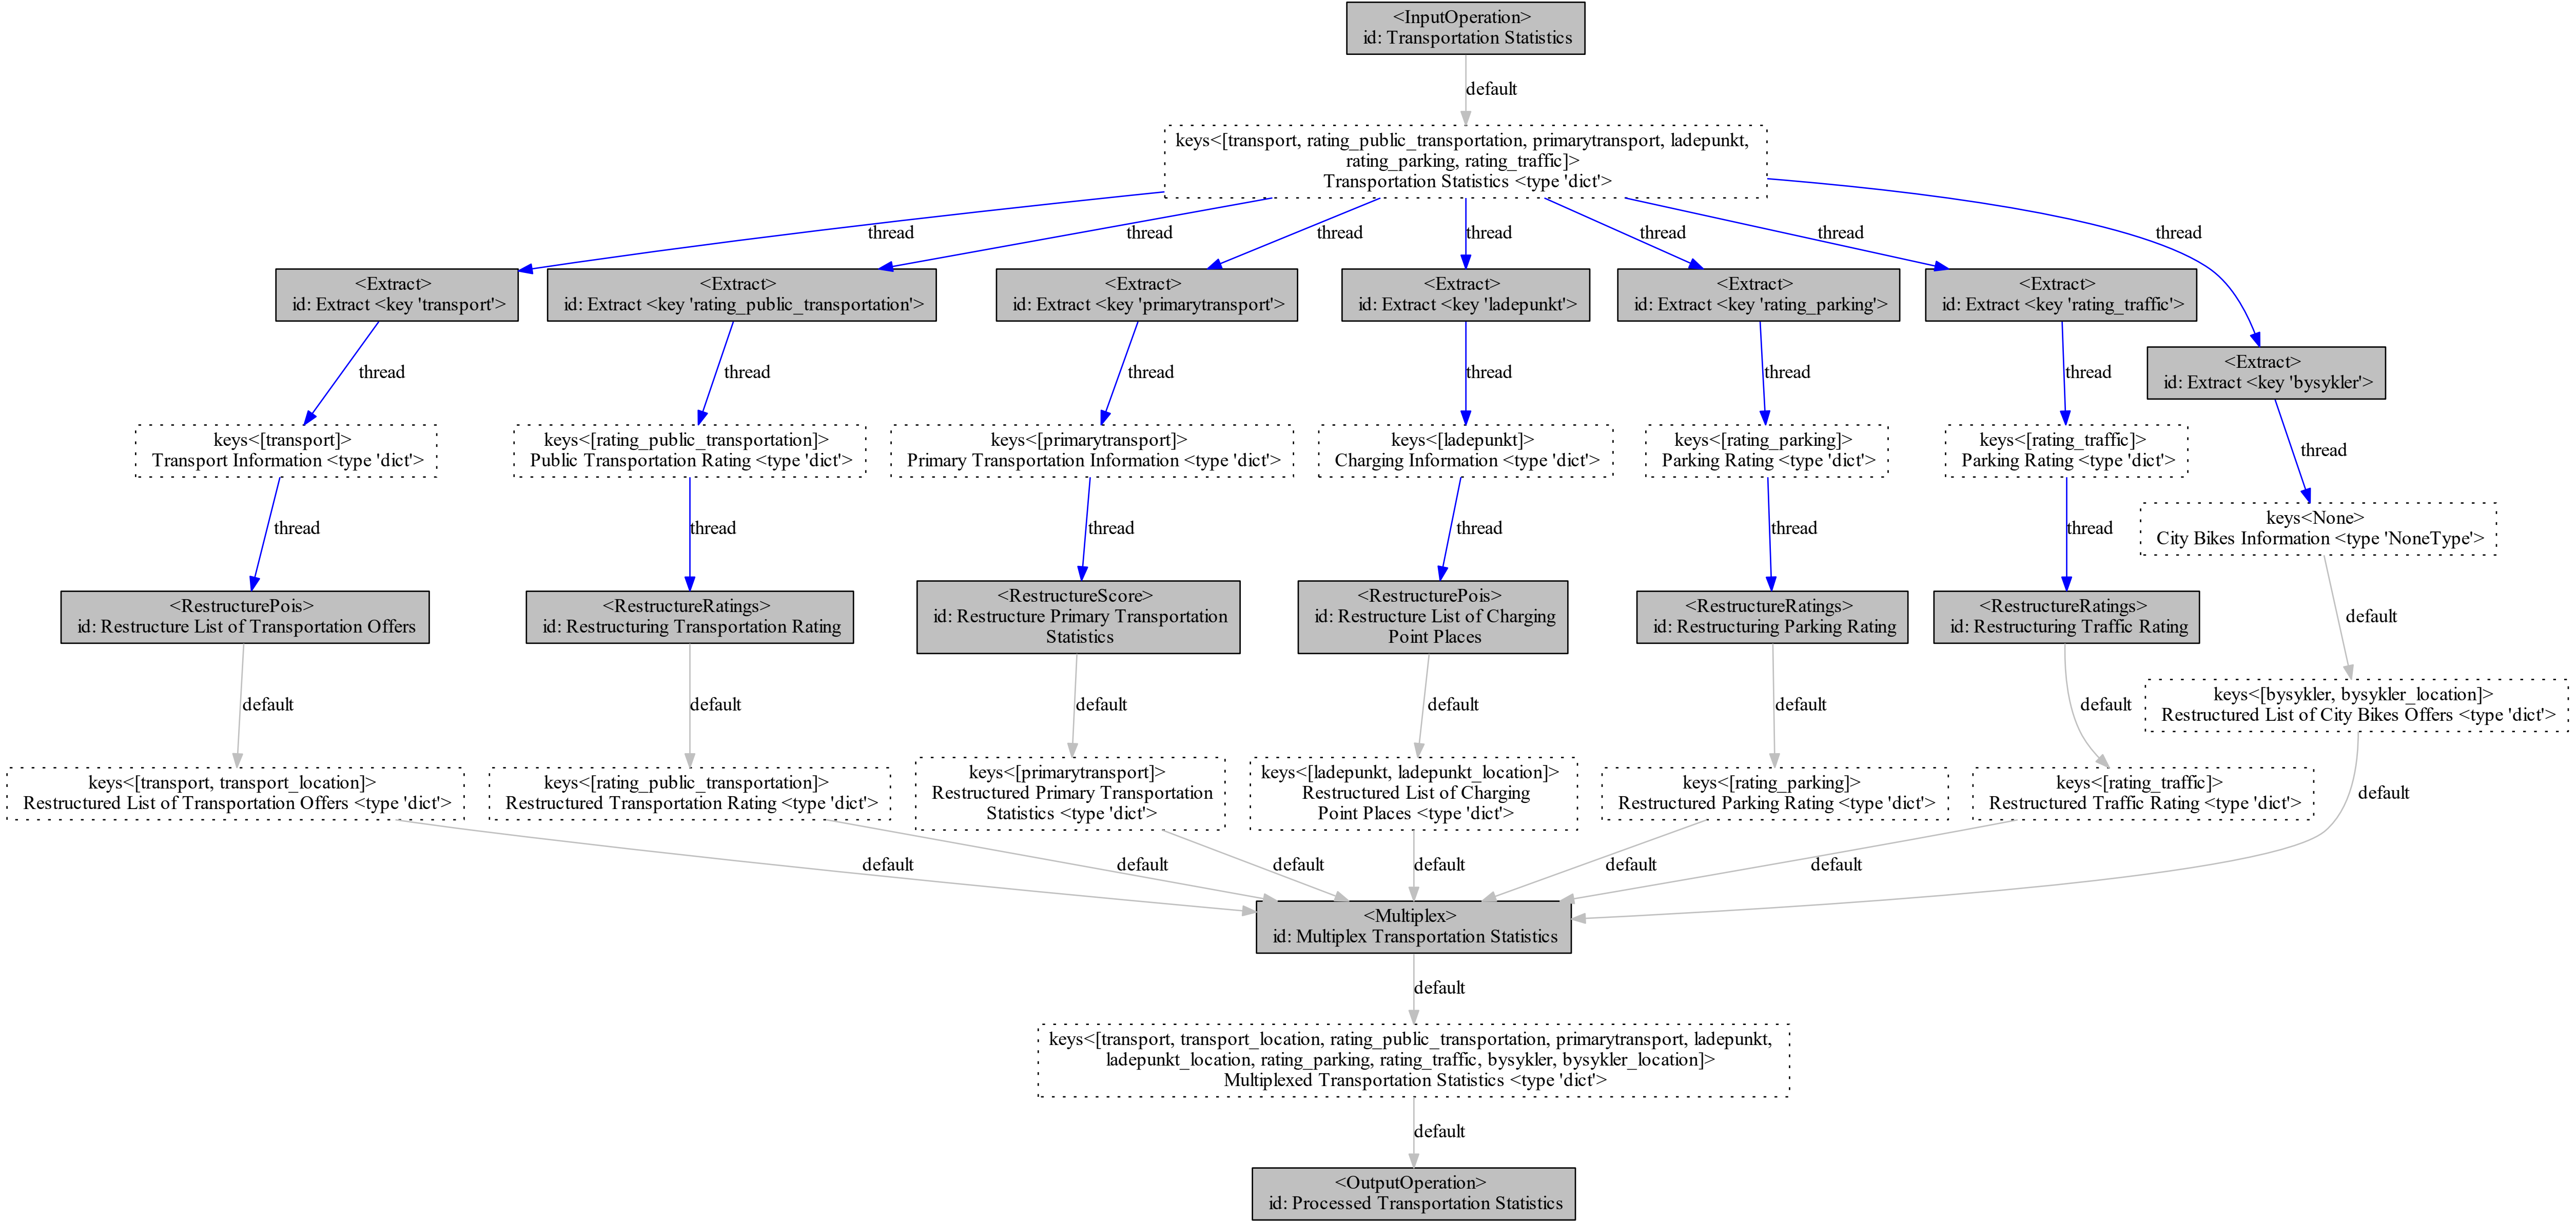 <InputOperation>
id: Transportation Statistics
default
keys<[transport, rating_public_transportation, primarytransport, ladepunkt,
rating_parking, rating_traffic]>
Transportation Statistics <type 'dict'>
thread
thread
thread
thread
thread
thread
thread
<Extract>
id: Extract <key 'transport'>
<Extract>
id: Extract <key 'rating_public_transportation'>
<Extract>
id: Extract <key 'primarytransport'>
<Extract>
id: Extract <key 'ladepunkt'>
<Extract>
id: Extract <key 'rating_parking'>
<Extract>
id: Extract <key 'rating_traffic'>
<Extract>
id: Extract <key 'bysykler'>
thread
thread
thread
thread
thread
thread
thread
keys<[transport]>
Transport Information <type 'dict'>
keys<[rating_public_transportation]>
Public Transportation Rating <type 'dict'>
keys<[primarytransport]>
Primary Transportation Information <type 'dict'>
keys<[ladepunkt]>
Charging Information <type 'dict'>
keys<[rating_parking]>
Parking Rating <type 'dict'>
keys<[rating_traffic]>
Parking Rating <type 'dict'>
keys<None>
City Bikes Information <type 'NoneType'>
thread
thread
thread
thread
thread
thread
default
<RestructurePois>
id: Restructure List of Transportation Offers
<RestructureRatings>
id: Restructuring Transportation Rating
<RestructureScore>
id: Restructure Primary Transportation
Statistics
<RestructurePois>
id: Restructure List of Charging
Point Places
<RestructureRatings>
id: Restructuring Parking Rating
<RestructureRatings>
id: Restructuring Traffic Rating
keys<[bysykler, bysykler_location]>
Restructured List of City Bikes Offers <type 'dict'>
default
default
default
default
default
default
default
keys<[transport, transport_location]>
Restructured List of Transportation Offers <type 'dict'>
keys<[rating_public_transportation]>
Restructured Transportation Rating <type 'dict'>
keys<[primarytransport]>
Restructured Primary Transportation
Statistics <type 'dict'>
keys<[ladepunkt, ladepunkt_location]>
Restructured List of Charging
Point Places <type 'dict'>
keys<[rating_parking]>
Restructured Parking Rating <type 'dict'>
keys<[rating_traffic]>
Restructured Traffic Rating <type 'dict'>
default
default
default
default
default
default
<Multiplex>
id: Multiplex Transportation Statistics
default
keys<[transport, transport_location, rating_public_transportation, primarytransport, ladepunkt,
ladepunkt_location, rating_parking, rating_traffic, bysykler, bysykler_location]>
Multiplexed Transportation Statistics <type 'dict'>
default
<OutputOperation>
id: Processed Transportation Statistics